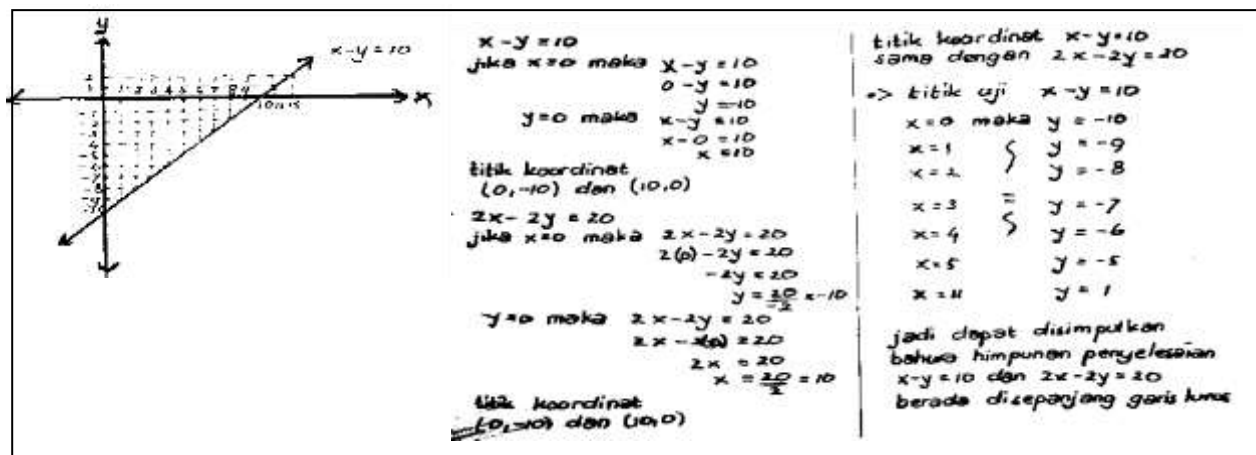 y
x-y=10
x
x-y=10
jika x=0 maka x-y=10
0-y=10
y=-10
y=0 maka x-y=10
x-0=10
x=10
titik koordinat
(0,-10) dan (10,0)
2x-2y=20
jika x=0 maka 2x-2y=20
2(0)-2y=20
-2y=20
y=20/-2=-10
y=0 maka 2x-2y=20
2x-2(0)=20
2x=20
x=20/2=10
titik koordinat
(0,-10) dan (10,0)
titik koordinat x-y=10
sama dengan 2x-2y=20
=> titik uji x-y=10
x=0 maka y=-10
x=1 y=-9
x=2 y=-8
x=3 = y=-7
x=4 y=-6
x=5 y=-5
x=11 y=1
jadi dapat disimpulkan
bahwa himpunan penyelesaian
x-y=10 dan 2x-2y=20
berada disepanjang garis lurus